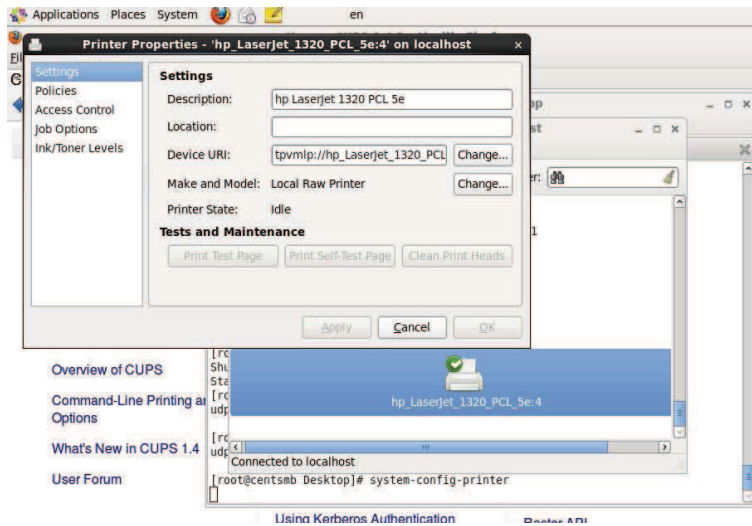 Applications Places System en
Printer Properties - 'hp_LaserJet_1320_PCL_5e:4' on localhost
Settings
Policies
Access Control
Job Options
Ink/Toner Levels
Settings
Description: hp LaserJet 1320 PCL 5e
Location:
Device URI: tpvmlp://hp_LaserJet_1320_PCL Change...
Make and Model: Local Raw Printer Change...
Printer State: Idle
Tests and Maintenance
Print Test Page Print Self-Test Page Clean Print Heads
Apply Cancel OK
hp_LaserJet_1320_PCL_5e:4
Connected to localhost
[root@centsmb Desktop]# system-config-printer
Overview of CUPS
Command-Line Printing
Options
What's New in CUPS 1.4
User Forum
Using Kerberos Authentication
Raster API